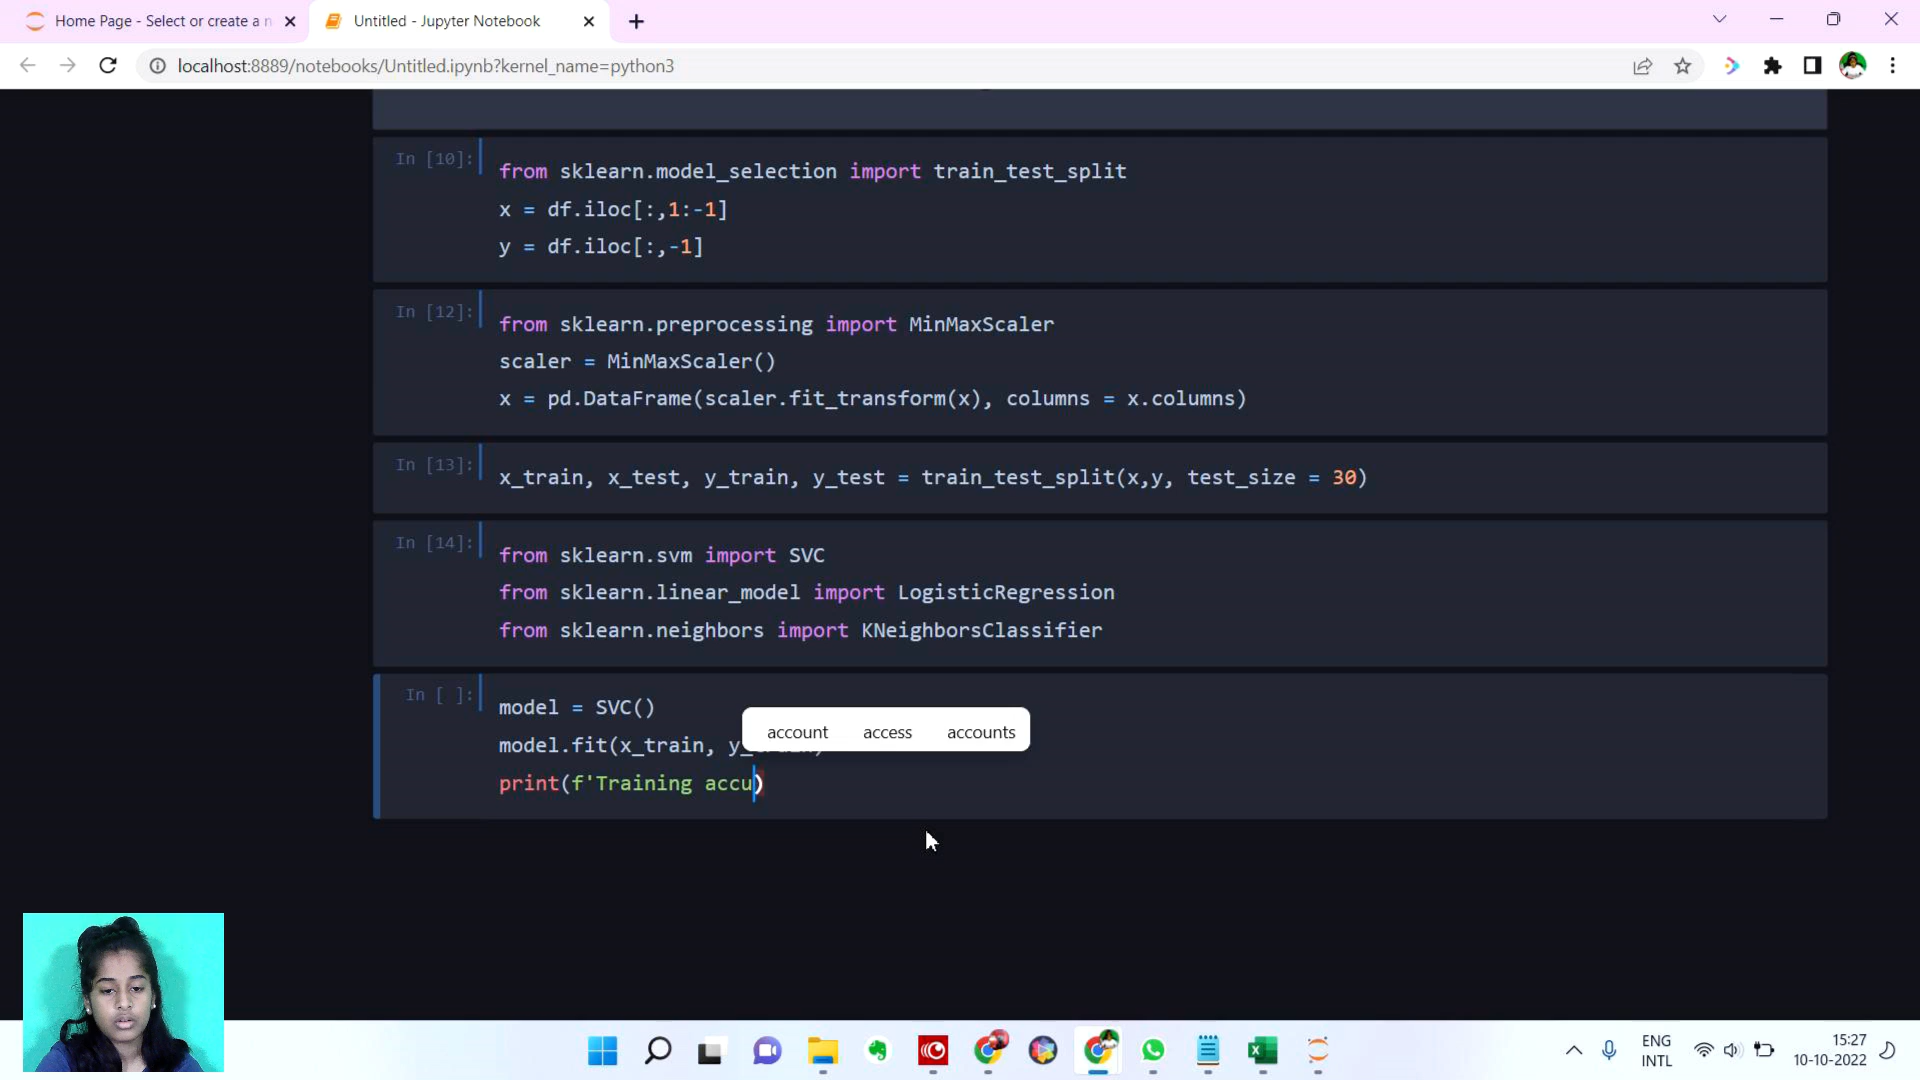 Home Page - Select or create a n
Untitled - Jupyter Notebook
localhost:8889/notebooks/Untitled.ipynb?kernel_name=python3
In [10]:
from sklearn.model_selection import train_test_split
x = df.iloc[:,1:-1]
y = df.iloc[:,-1]
In [12]:
from sklearn.preprocessing import MinMaxScaler
scaler = MinMaxScaler()
x = pd.DataFrame(scaler.fit_transform(x), columns = x.columns)
In [13]:
x_train, x_test, y_train, y_test = train_test_split(x,y, test_size = 30)
In [14]:
from sklearn.svm import SVC
from sklearn.linear_model import LogisticRegression
from sklearn.neighbors import KNeighborsClassifier
In [ ]:
model = SVC()
account access accounts
model.fit(x_train, y_train)
print(f'Training accu)
ENG
INTL
15:27
10-10-2022